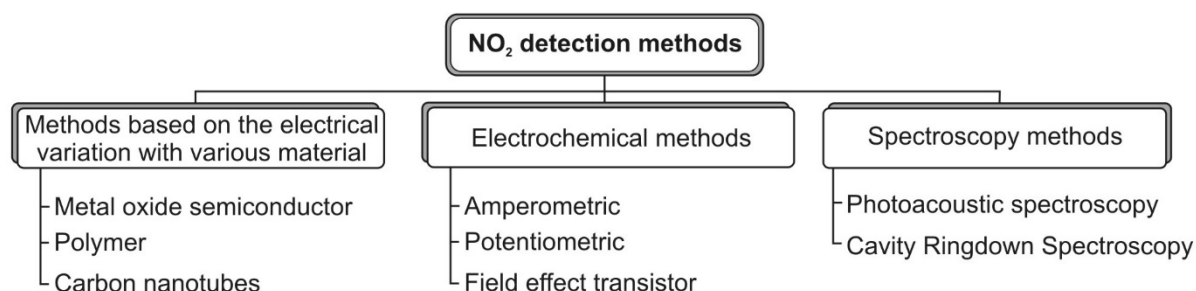 NO₂ detection methods
Methods based on the electrical
variation with various material
Metal oxide semiconductor
Polymer
Carbon nanotubes
Electrochemical methods
Amperometric
Potentiometric
Field effect transistor
Spectroscopy methods
Photoacoustic spectroscopy
Cavity Ringdown Spectroscopy